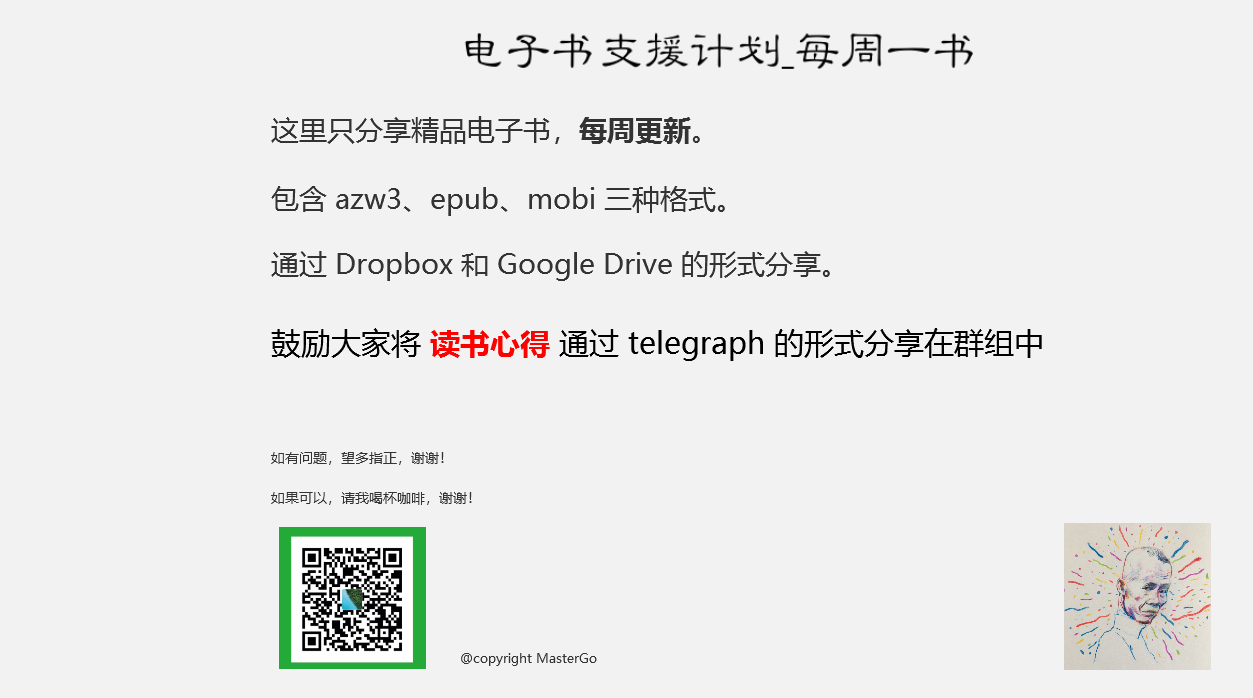 电子书支援计划_每周一书
这里只分享精品电子书，每周更新。
包含 azw3、epub、mobi 三种格式。
通过 Dropbox 和 Google Drive 的形式分享。
鼓励大家将 读书心得 通过 telegraph 的形式分享在群组中
如有问题，望多指正，谢谢！
如果可以，请我喝杯咖啡，谢谢！
@copyright MasterGo